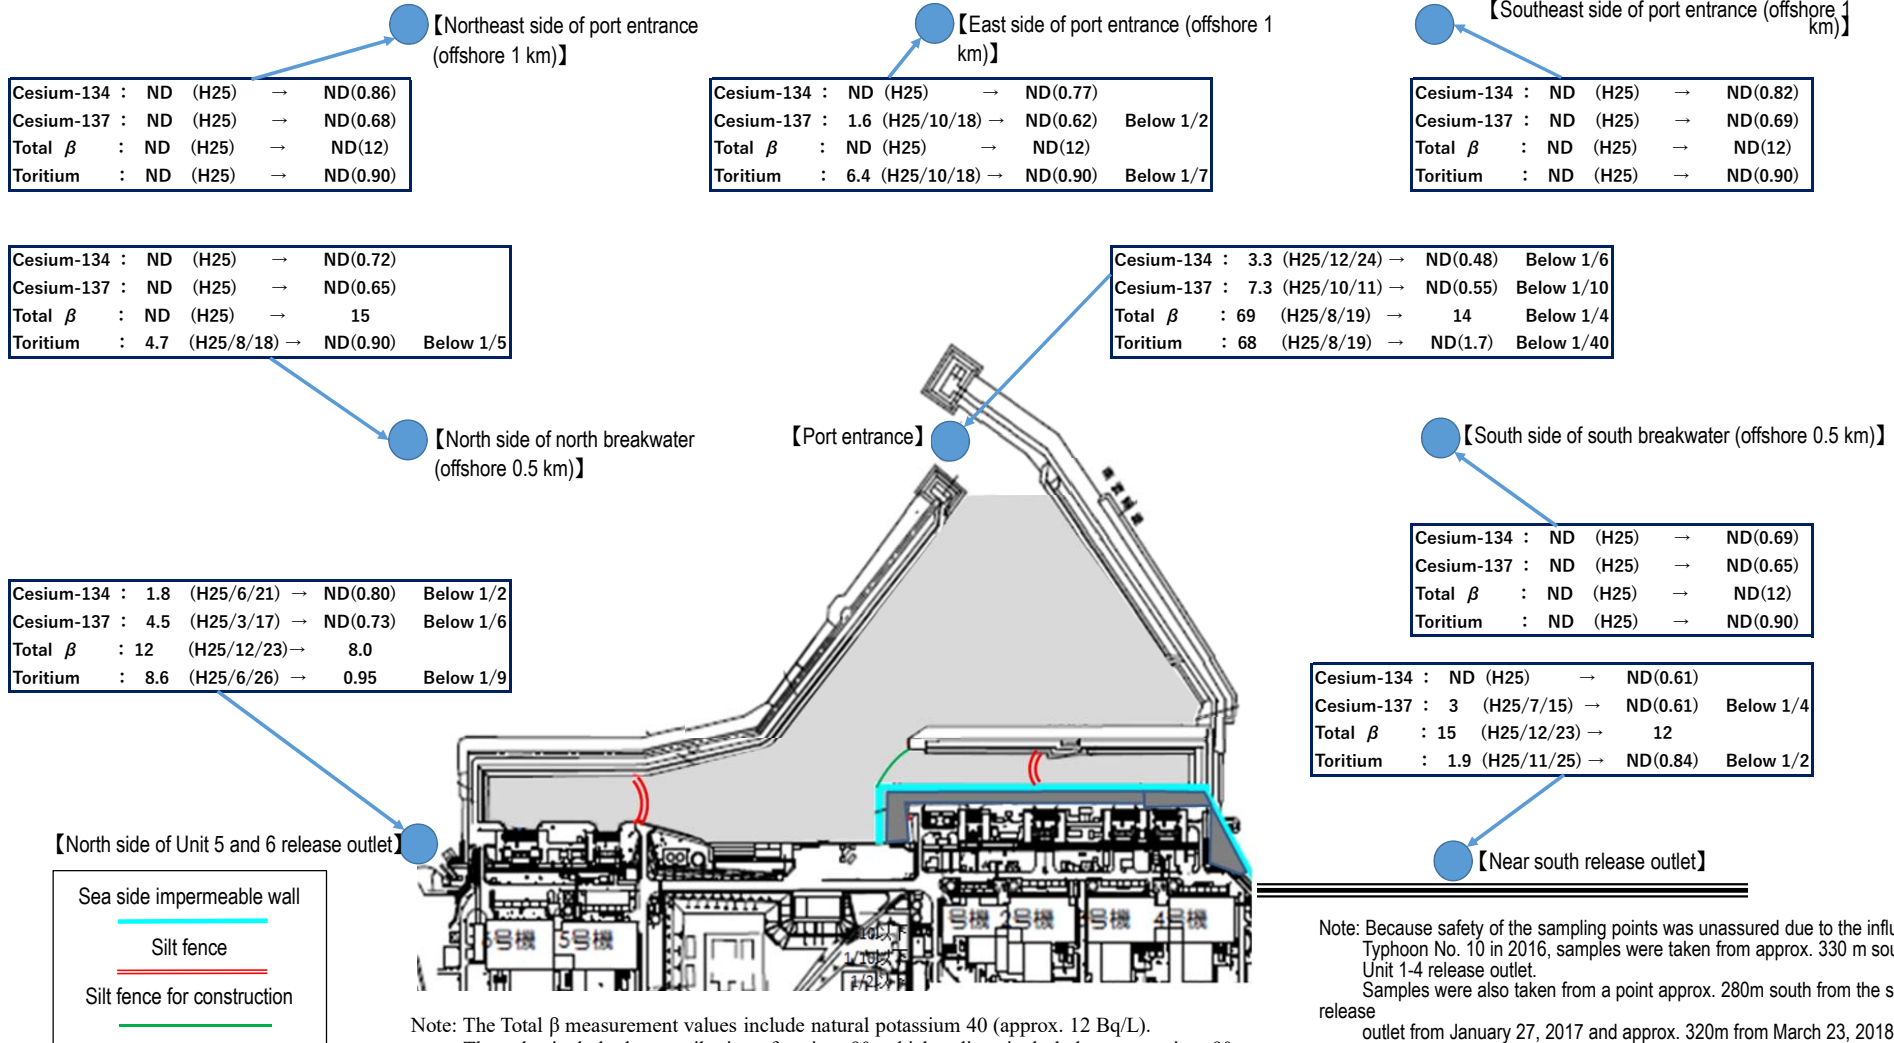 【Northeast side of port entrance
(offshore 1 km)】
Cesium-134 : ND (H25) → ND(0.86)
Cesium-137 : ND (H25) → ND(0.68)
Total β : ND (H25) → ND(12)
Toritium : ND (H25) → ND(0.90)
【East side of port entrance (offshore 1
km)】
Cesium-134 : ND (H25) → ND(0.77)
Cesium-137 : 1.6 (H25/10/18) → ND(0.62) Below 1/2
Total β : ND (H25) → ND(12)
Toritium : 6.4 (H25/10/18) → ND(0.90) Below 1/7
【Southeast side of port entrance (offshore 1
km)】
Cesium-134 : ND (H25) → ND(0.82)
Cesium-137 : ND (H25) → ND(0.69)
Total β : ND (H25) → ND(12)
Toritium : ND (H25) → ND(0.90)
Cesium-134 : ND (H25) → ND(0.72)
Cesium-137 : ND (H25) → ND(0.65)
Total β : ND (H25) → 15
Toritium : 4.7 (H25/8/18) → ND(0.90) Below 1/5
【North side of north breakwater
(offshore 0.5 km)】
Cesium-134 : 3.3 (H25/12/24) → ND(0.48) Below 1/6
Cesium-137 : 7.3 (H25/10/11) → ND(0.55) Below 1/10
Total β : 69 (H25/8/19) → 14 Below 1/4
Toritium : 68 (H25/8/19) → ND(1.7) Below 1/40
【Port entrance】
【South side of south breakwater (offshore 0.5 km)】
Cesium-134 : ND (H25) → ND(0.69)
Cesium-137 : ND (H25) → ND(0.65)
Total β : ND (H25) → ND(12)
Toritium : ND (H25) → ND(0.90)
Cesium-134 : 1.8 (H25/6/21) → ND(0.80) Below 1/2
Cesium-137 : 4.5 (H25/3/17) → ND(0.73) Below 1/6
Total β : 12 (H25/12/23)→ 8.0
Toritium : 8.6 (H25/6/26) → 0.95 Below 1/9
【North side of Unit 5 and 6 release outlet】
Cesium-134 : ND (H25) → ND(0.61)
Cesium-137 : 3 (H25/7/15) → ND(0.61) Below 1/4
Total β : 15 (H25/12/23) → 12
Toritium : 1.9 (H25/11/25) → ND(0.84) Below 1/2
【Near south release outlet】
Sea side impermeable wall
Silt fence
Silt fence for construction
5号機
号機 2号機 号機 4号機
Note: The Total β measurement values include natural potassium 40 (approx. 12 Bq/L).
Note: Because safety of the sampling points was unassured due to the
Typhoon No. 10 in 2016, samples were taken from approx. 330 m
Unit 1-4 release outlet.
Samples were also taken from a point approx. 280m south from the
release
outlet from January 27, 2017 and approx. 320m from March 23, 2018